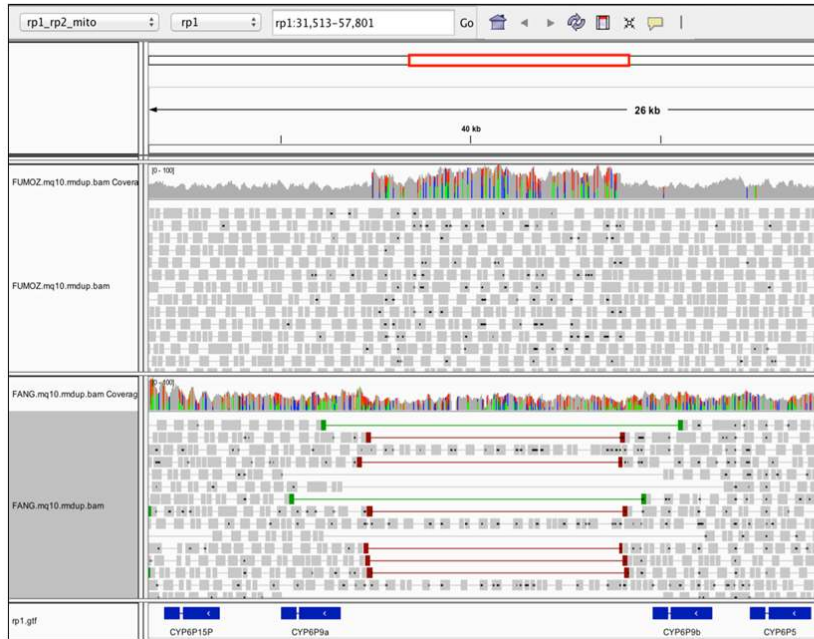 rp1_rp2_mito rp1 rp1:31,513-57,801 Go
26 kb
40 kb
[0 - 100]
FUMOZ.mq10.rmdup.bam Covera
FUMOZ.mq10.rmdup.bam
[0 - 100]
FANG.mq10.rmdup.bam Coverag
FANG.mq10.rmdup.bam
rp1.gtf
CYP6P15P CYP6P9a CYP6P9b CYP6P5